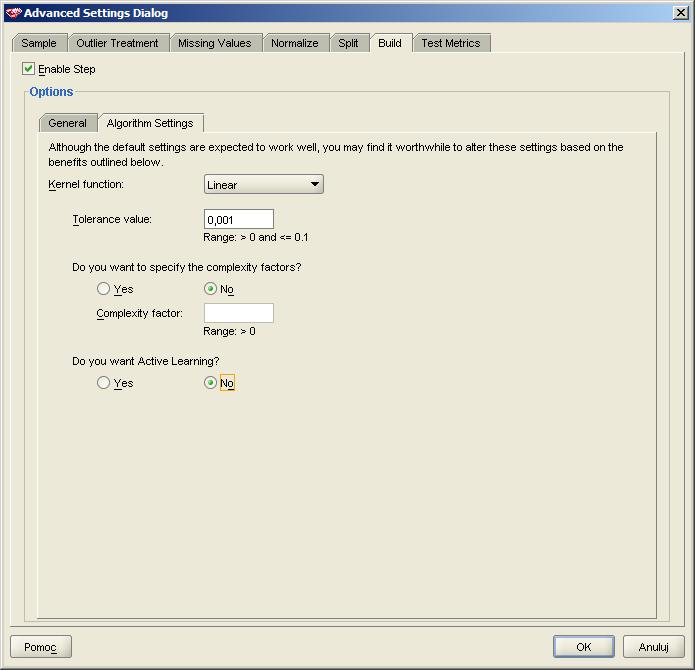 Advanced Settings Dialog
Sample Outlier Treatment Missing Values Normalize Split Build Test Metrics
Enable Step
Options
General Algorithm Settings
Although the default settings are expected to work well, you may find it worthwhile to alter these settings based on the
benefits outlined below.
Kernel function: Linear
Tolerance value: 0,001
Range: > 0 and <= 0.1
Do you want to specify the complexity factors?
Yes No
Complexity factor:
Range: > 0
Do you want Active Learning?
Yes No
Pomoc OK Anuluj